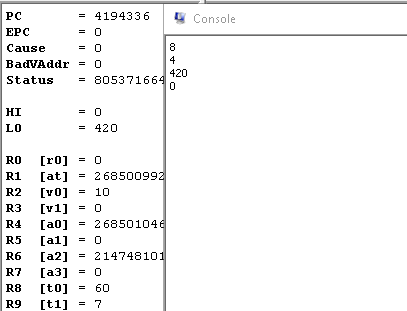 PC = 4194336
EPC = 0
Cause = 0
BadVAddr = 0
Status = 805371664
HI = 0
LO = 420
R0 [r0] = 0
R1 [at] = 268500992
R2 [v0] = 10
R3 [v1] = 0
R4 [a0] = 268501046
R5 [a1] = 0
R6 [a2] = 214748101
R7 [a3] = 0
R8 [t0] = 60
R9 [t1] = 7
Console
8
4
420
0